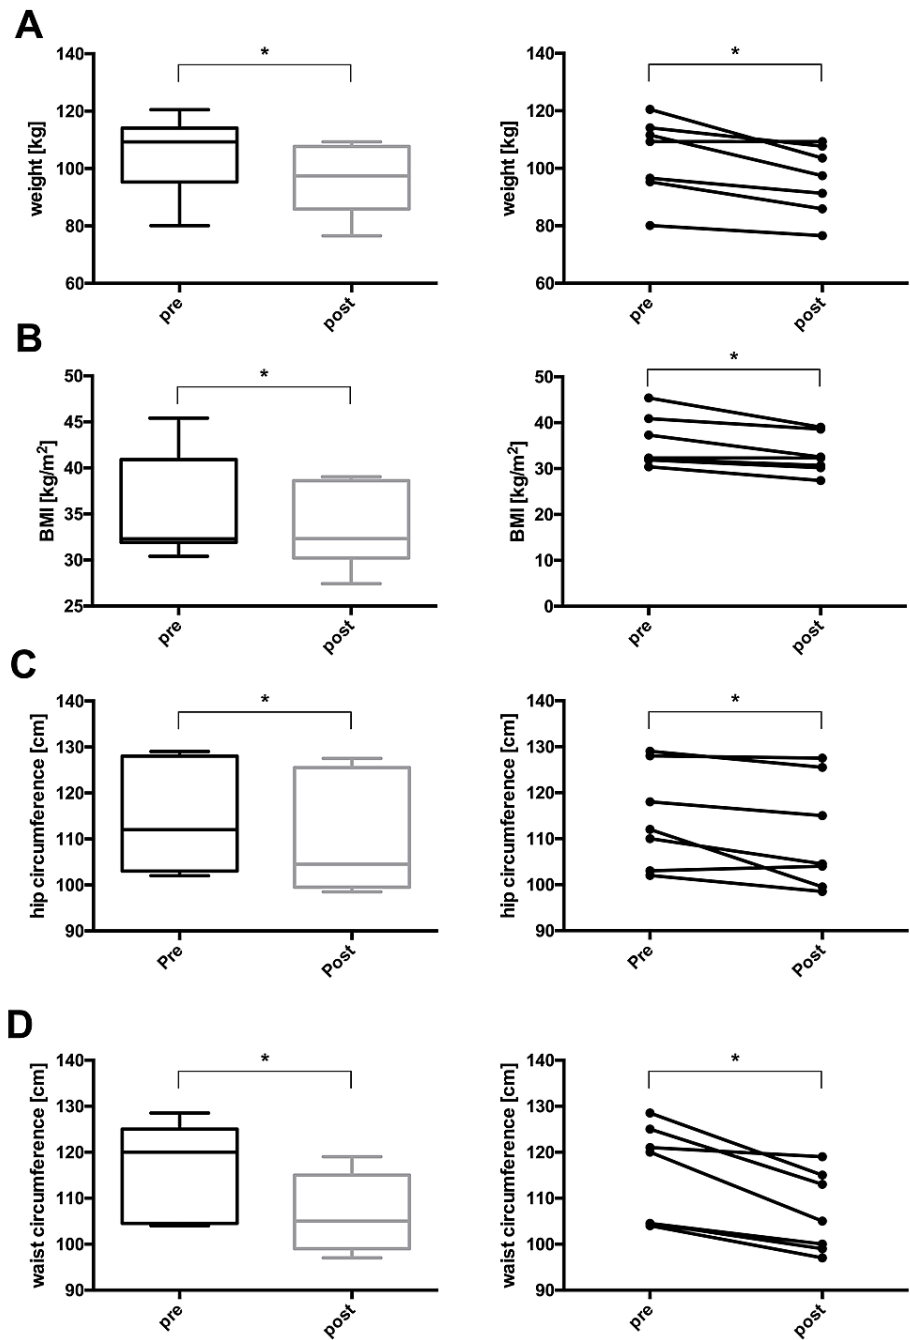 A
weight [kg]
140
120
100
80
60
*
pre
post
weight [kg]
140
120
100
80
60
*
pre
post
B
BMI [kg/m²]
50
45
40
35
30
25
*
pre
post
BMI [kg/m²]
50
40
30
20
10
0
*
pre
post
C
hip circumference [cm]
140
130
120
110
100
90
*
Pre
Post
hip circumference [cm]
140
130
120
110
100
90
*
Pre
Post
D
waist circumference [cm]
140
130
120
110
100
90
*
pre
post
waist circumference [cm]
140
130
120
110
100
90
*
pre
post